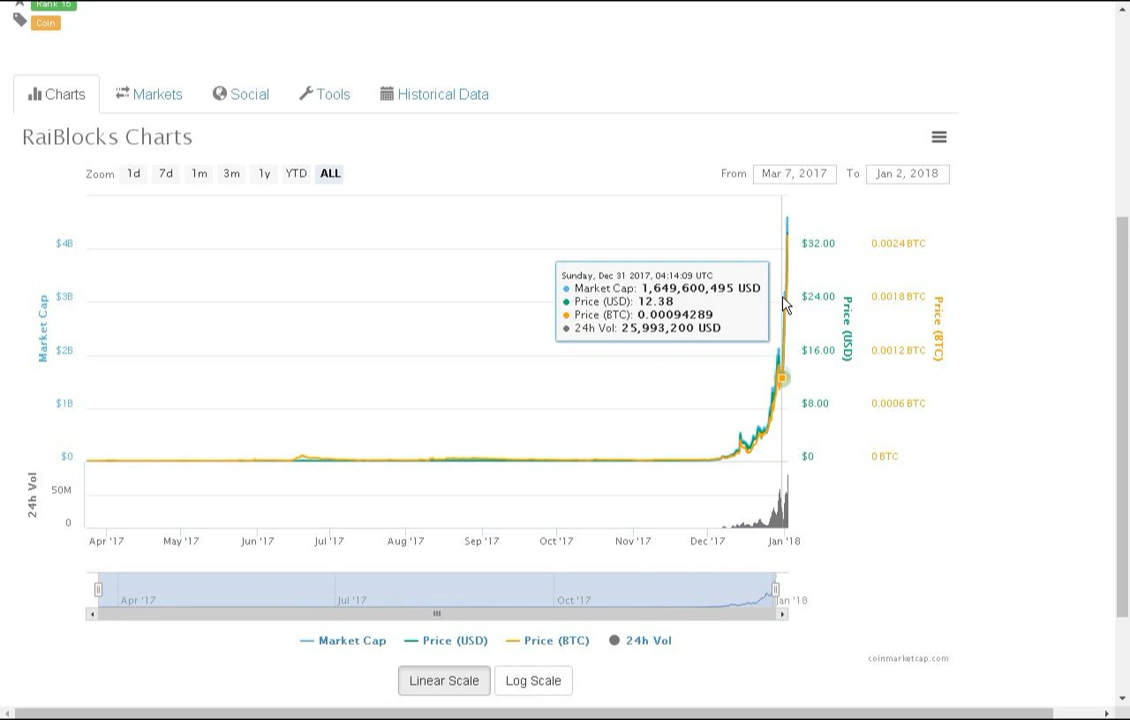 Rank 16
Coin
Charts Markets Social Tools Historical Data
RaiBlocks Charts
Zoom 1d 7d 1m 3m 1y YTD ALL From Mar 7, 2017 To Jan 2, 2018
$4B $32.00 0.0024 BTC
Sunday, Dec 31 2017, 04:14:09 UTC
Market Cap: 1,649,600,495 USD
Price (USD): 12.38
Price (BTC): 0.00094289
24h Vol: 25,993,200 USD
$3B $24.00 0.0018 BTC
Market Cap
Price (USD)
Price (BTC)
$2B $16.00 0.0012 BTC
$1B $8.00 0.0006 BTC
$0 $0 0 BTC
24h Vol
50M
0
Apr '17 May '17 Jun '17 Jul '17 Aug '17 Sep '17 Oct '17 Nov '17 Dec '17 Jan '18
Apr '17 Jul '17 Oct '17 Jan '18
Market Cap Price (USD) Price (BTC) 24h Vol
coinmarketcap.com
Linear Scale Log Scale